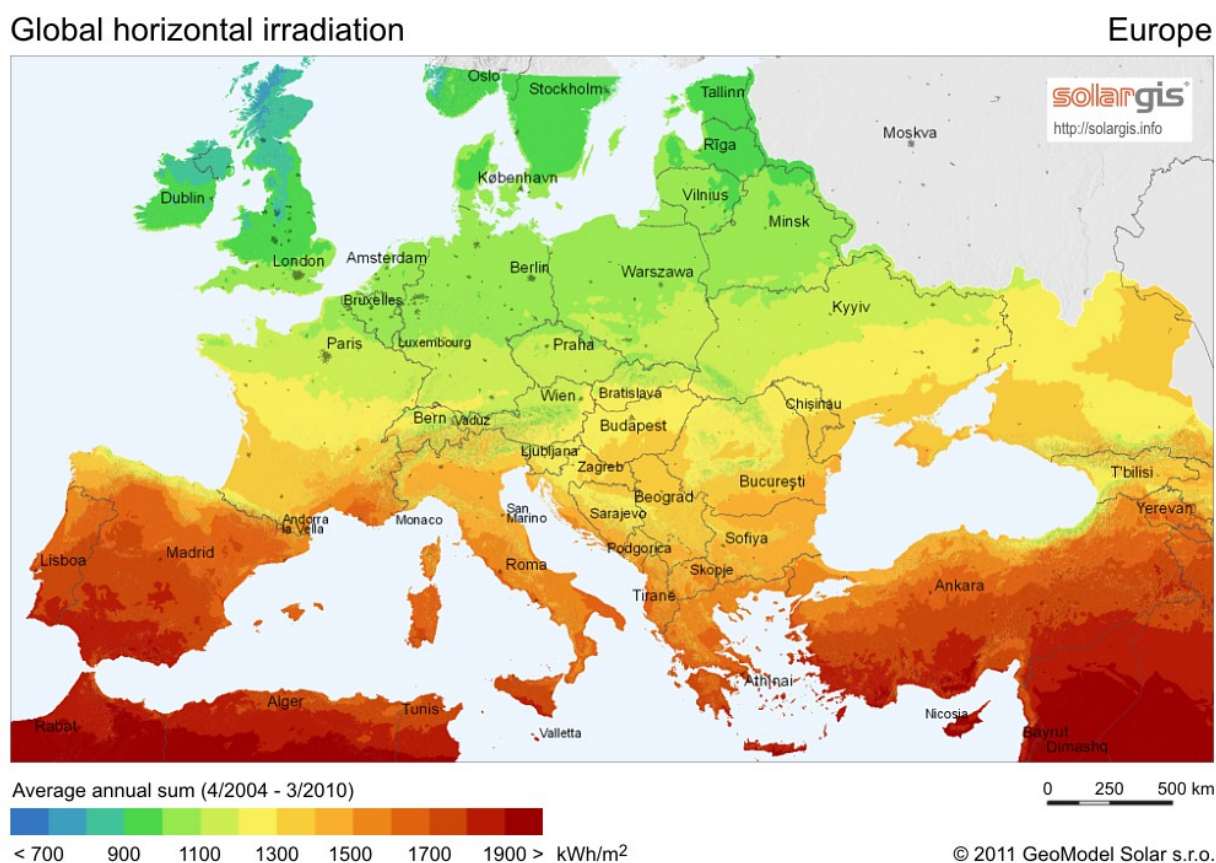 Global horizontal irradiation
Europe
solargis
http://solargis.info
Oslo
Stockholm
Tallinn
Moskva
Rīga
København
Dublin
Vilnius
Minsk
London
Amsterdam
Berlin
Warszawa
Bruxelles
Kyyiv
Paris
Luxembourg
Praha
Wien
Bratislava
Chișinău
Bern
Vaduz
Budapest
Ljubljana
Zagreb
T'bilisi
București
Beograd
San
Marino
Sarajevo
Yerevan
Andorra
la Vella
Monaco
Podgorica
Sofiya
Lisboa
Madrid
Roma
Skopje
Ankara
Tiranë
Athínai
Alger
Tunis
Nicosia
Rabat
Valletta
Bayrut
Dimashq
Average annual sum (4/2004 - 3/2010)
0 250 500 km
< 700 900 1100 1300 1500 1700 1900 > kWh/m²
© 2011 GeoModel Solar s.r.o.